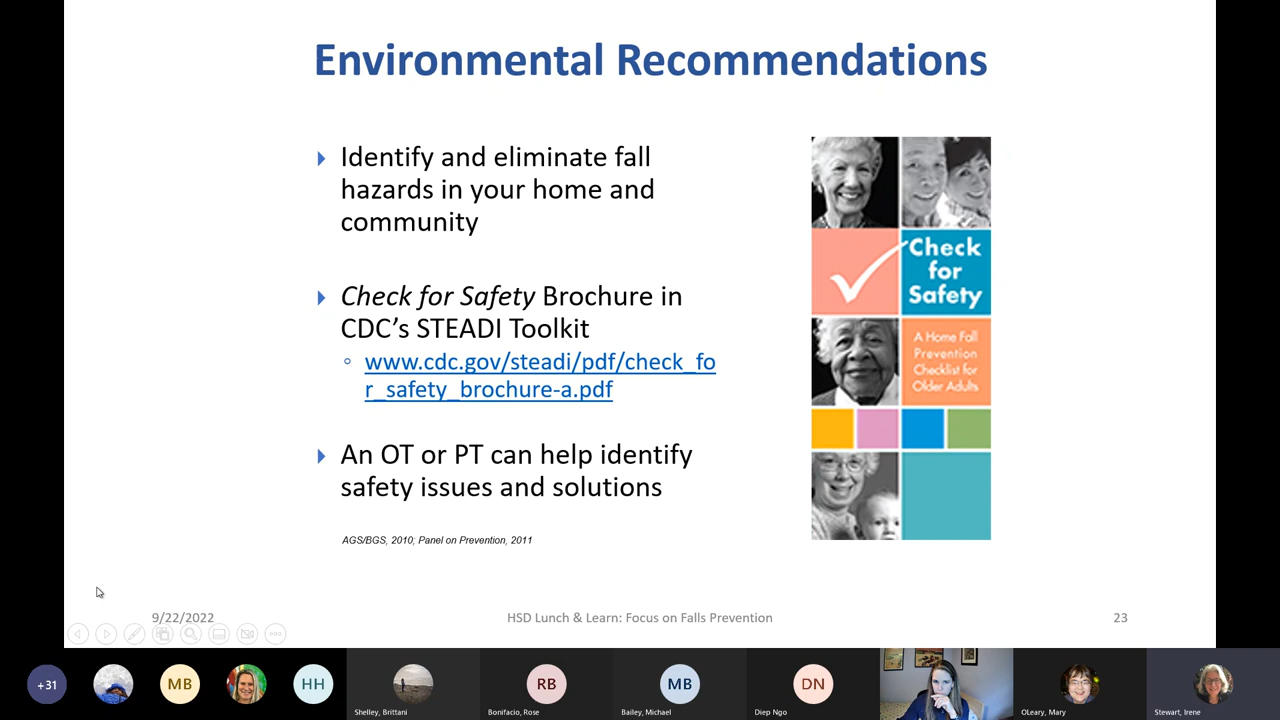 Environmental Recommendations
Identify and eliminate fall
hazards in your home and
community
Check for Safety Brochure in
CDC's STEADI Toolkit
www.cdc.gov/steadi/pdf/check_fo
r_safety_brochure-a.pdf
An OT or PT can help identify
safety issues and solutions
AGS/BGS, 2010; Panel on Prevention, 2011
Check
for
Safety
A Home Fall
Prevention
Checklist for
Older Adults
9/22/2022
HSD Lunch & Learn: Focus on Falls Prevention
23
+31
MB
HH
RB
MB
DN
Shelley, Brittani
Bonifacio, Rose
Bailey, Michael
Diep Ngo
OLeary, Mary
Stewart, Irene